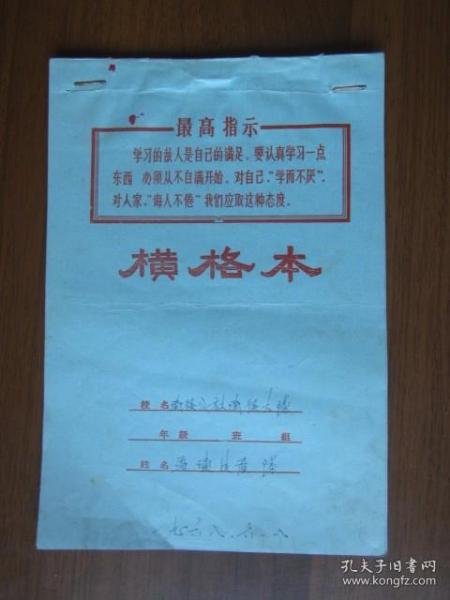 最高指示
学习的敌人是自己的满足，要认真学习一点
东西 必须从不自满开始。对自己，“学而不厌”，
对人家，“诲人不倦”我们应取这种态度。
横格本
校名
年级 班 组
姓名
孔夫子旧书网
www.kongfz.com